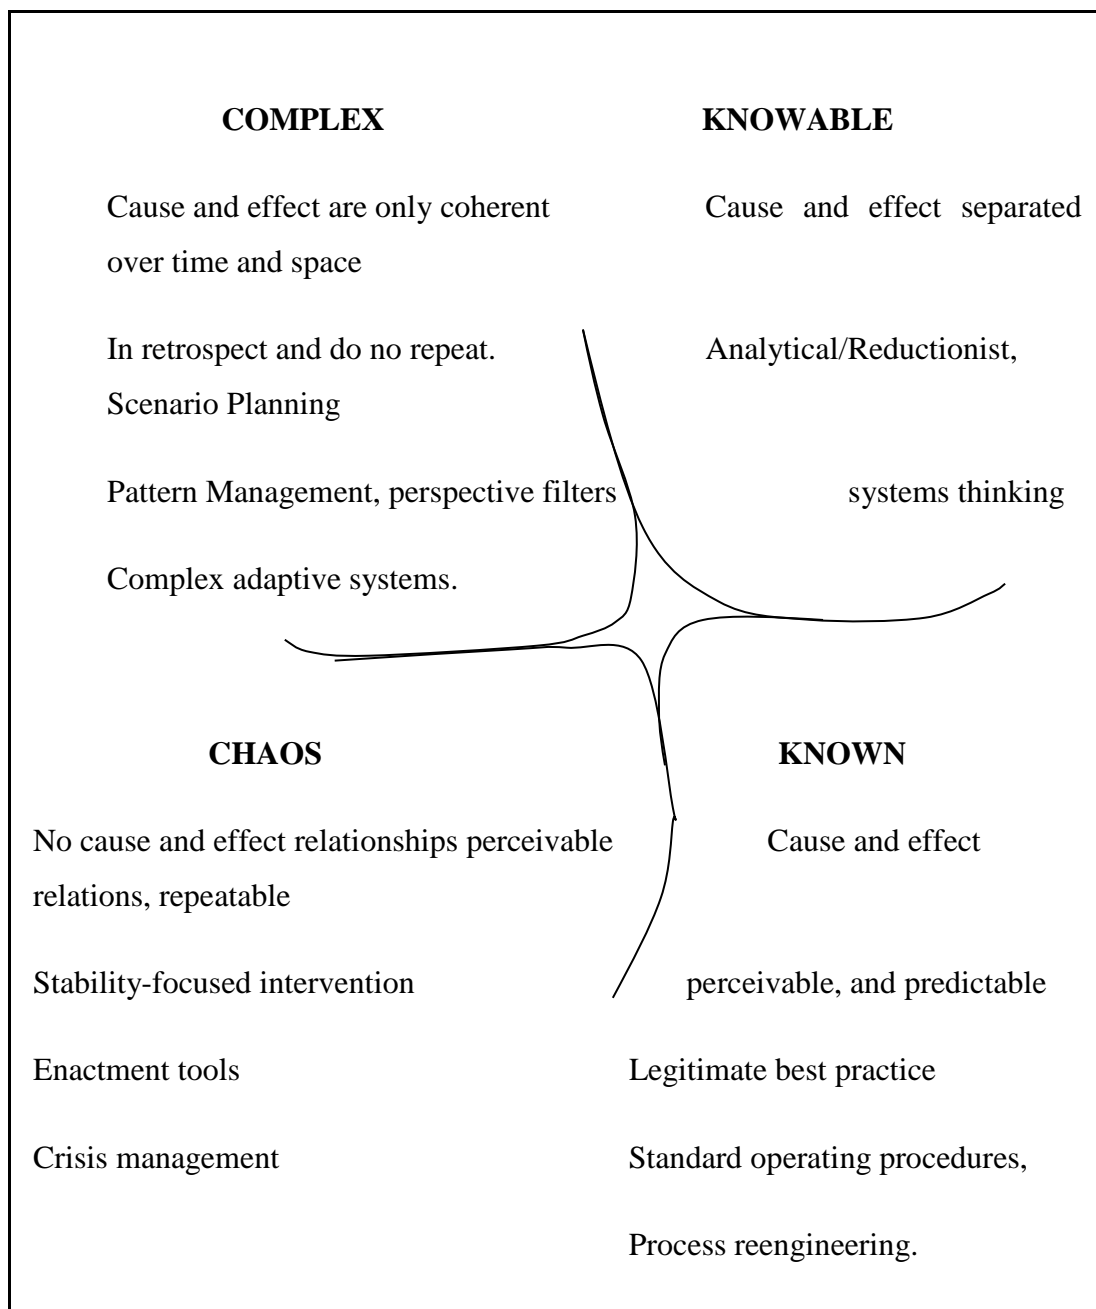 COMPLEX KNOWABLE
Cause and effect are only coherent Cause and effect separated
over time and space
In retrospect and do no repeat. Analytical/Reductionist,
Scenario Planning
Pattern Management, perspective filters systems thinking
Complex adaptive systems.
CHAOS KNOWN
No cause and effect relationships perceivable Cause and effect
relations, repeatable
Stability-focused intervention perceivable, and predictable
Enactment tools Legitimate best practice
Crisis management Standard operating procedures,
Process reengineering.